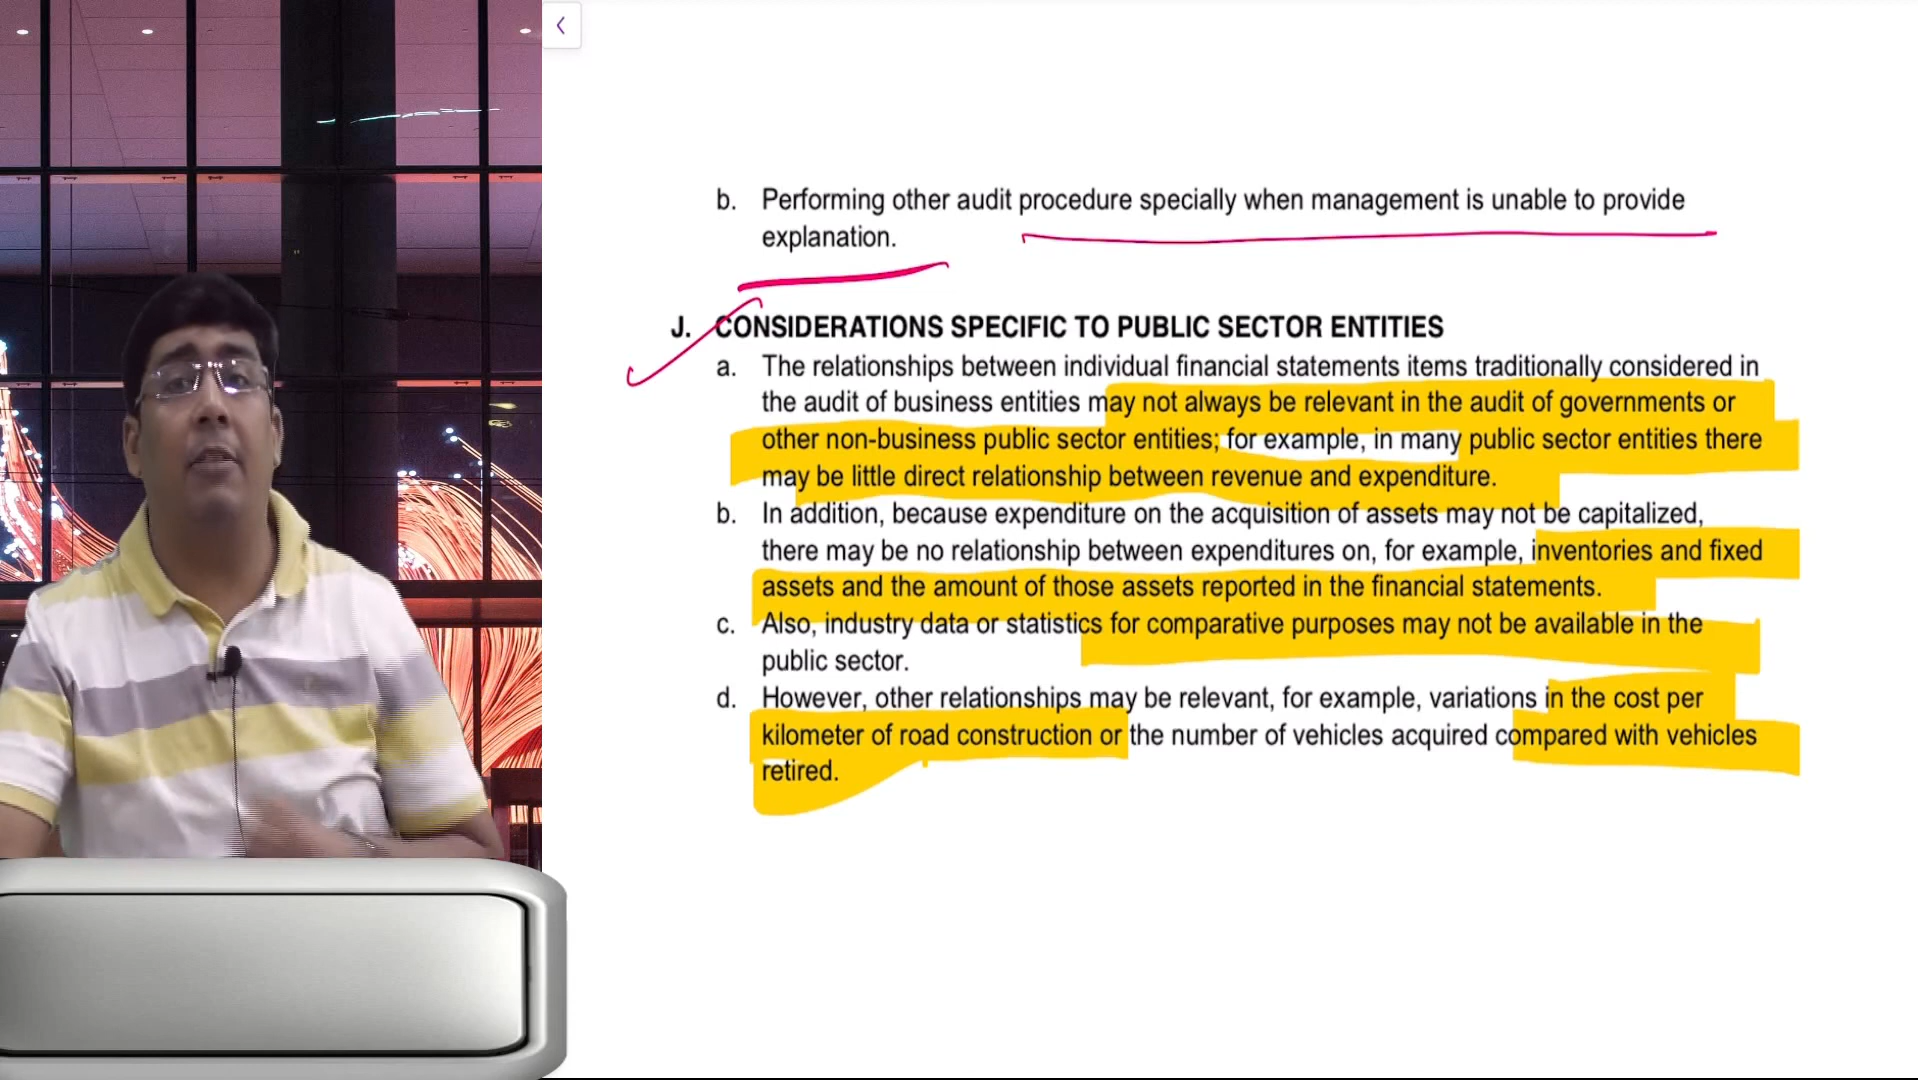 b. Performing other audit procedure specially when management is unable to provide
explanation.
J. CONSIDERATIONS SPECIFIC TO PUBLIC SECTOR ENTITIES
a. The relationships between individual financial statements items traditionally considered in
the audit of business entities may not always be relevant in the audit of governments or
other non-business public sector entities; for example, in many public sector entities there
may be little direct relationship between revenue and expenditure.
b. In addition, because expenditure on the acquisition of assets may not be capitalized,
there may be no relationship between expenditures on, for example, inventories and fixed
assets and the amount of those assets reported in the financial statements.
c. Also, industry data or statistics for comparative purposes may not be available in the
public sector.
d. However, other relationships may be relevant, for example, variations in the cost per
kilometer of road construction or the number of vehicles acquired compared with vehicles
retired.